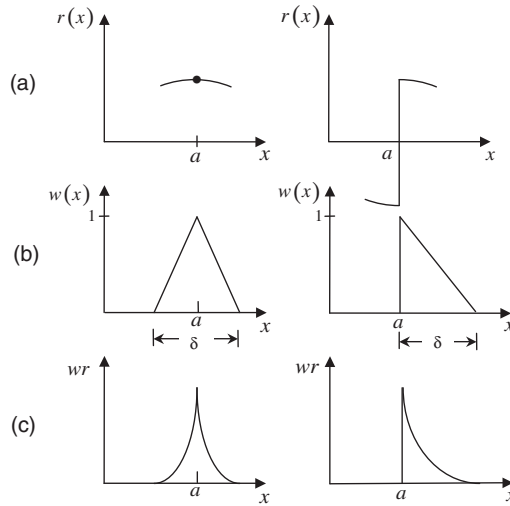 r(x) r(x)
(a)
a x a x
w(x) w(x)
1 1
(b)
a x a x
δ δ
wr wr
(c)
a x a x